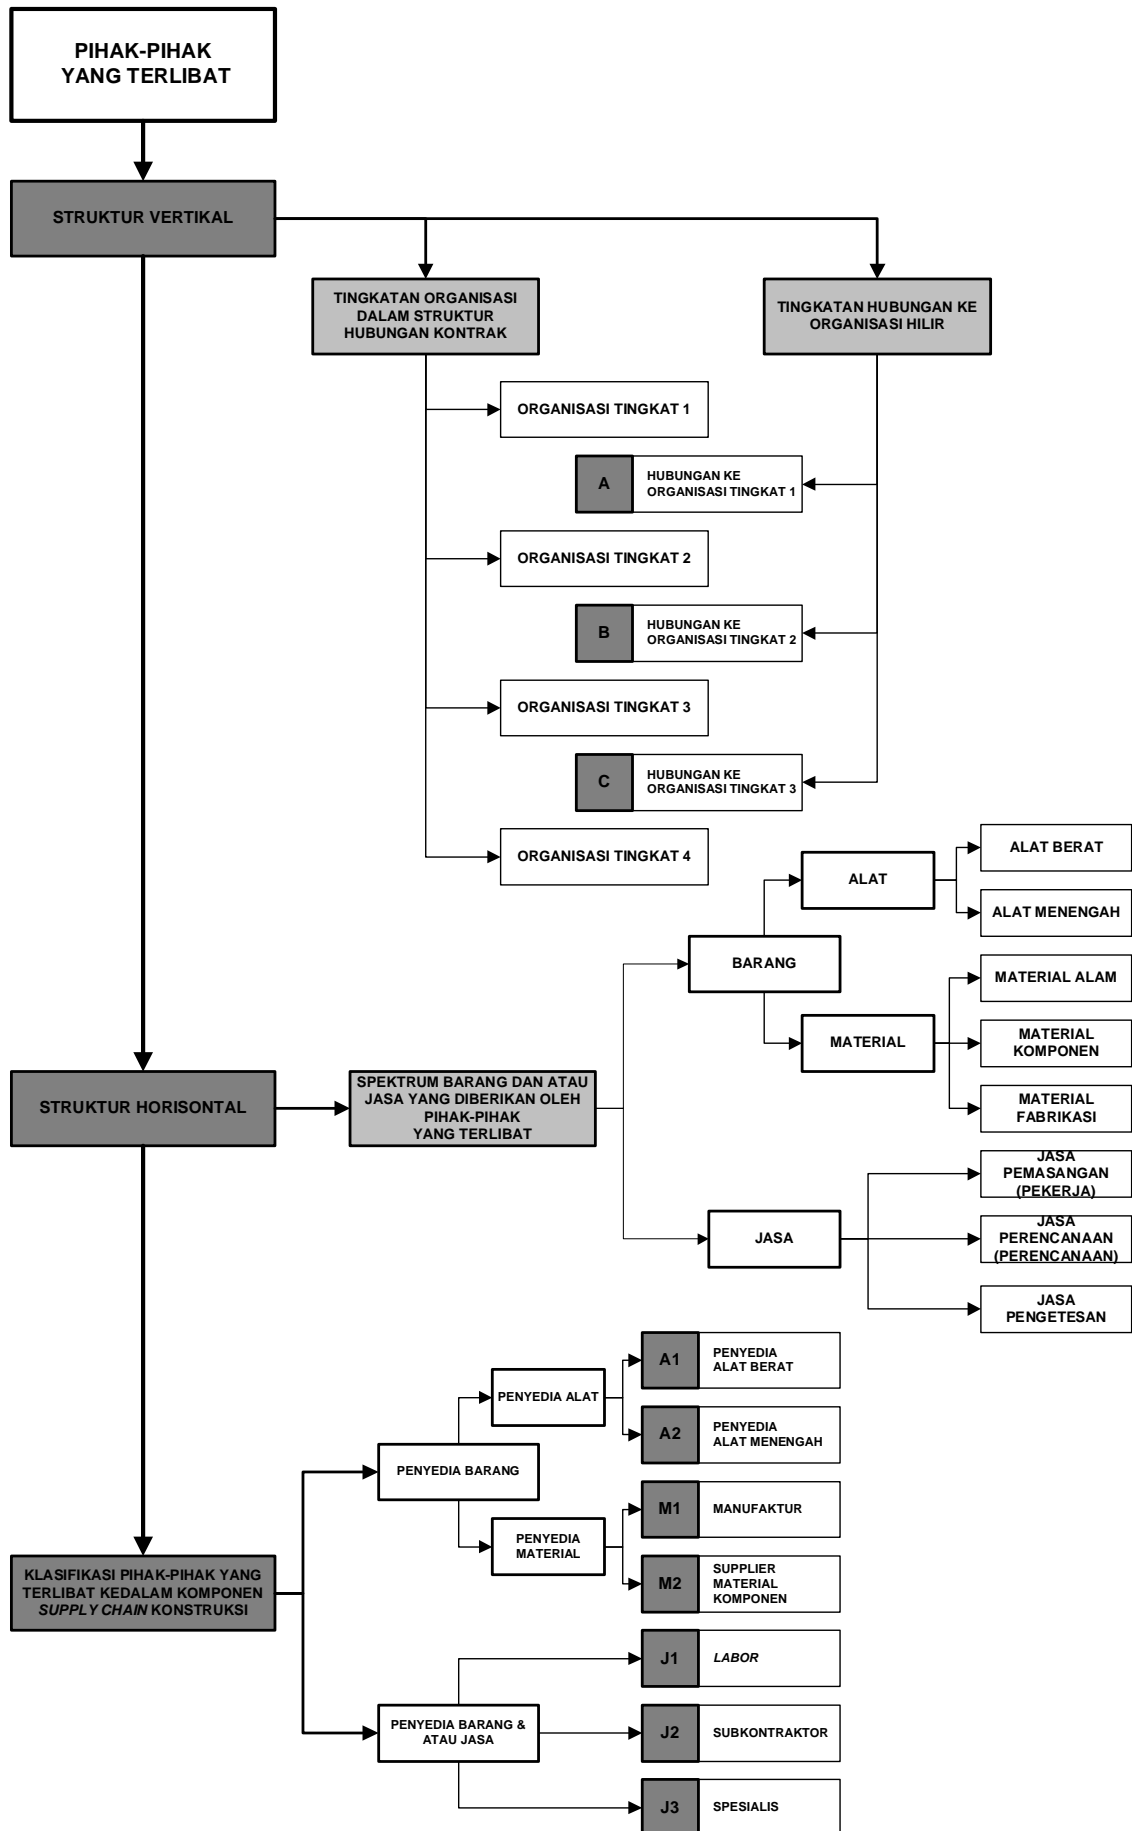 PIHAK-PIHAK
YANG TERLIBAT
STRUKTUR VERTIKAL
TINGKATAN ORGANISASI
DALAM STRUKTUR
HUBUNGAN KONTRAK
TINGKATAN HUBUNGAN KE
ORGANISASI HILIR
ORGANISASI TINGKAT 1
A
HUBUNGAN KE
ORGANISASI TINGKAT 1
ORGANISASI TINGKAT 2
B
HUBUNGAN KE
ORGANISASI TINGKAT 2
ORGANISASI TINGKAT 3
C
HUBUNGAN KE
ORGANISASI TINGKAT 3
ORGANISASI TINGKAT 4
STRUKTUR HORISONTAL
SPEKTRUM BARANG DAN ATAU
JASA YANG DIBERIKAN OLEH
PIHAK-PIHAK
YANG TERLIBAT
BARANG
ALAT
ALAT BERAT
ALAT MENENGAH
MATERIAL
MATERIAL ALAM
MATERIAL
KOMPONEN
MATERIAL
FABRIKASI
JASA
JASA
PEMASANGAN
(PEKERJA)
JASA
PERENCANAAN
(PERENCANAAN)
JASA
PENGETESAN
KLASIFIKASI PIHAK-PIHAK YANG
TERLIBAT KEDALAM KOMPONEN
SUPPLY CHAIN KONSTRUKSI
PENYEDIA BARANG
PENYEDIA ALAT
A1
PENYEDIA
ALAT BERAT
A2
PENYEDIA
ALAT MENENGAH
PENYEDIA
MATERIAL
M1
MANUFAKTUR
M2
SUPPLIER
MATERIAL
KOMPONEN
PENYEDIA BARANG &
ATAU JASA
J1
LABOR
J2
SUBKONTRAKTOR
J3
SPESIALIS